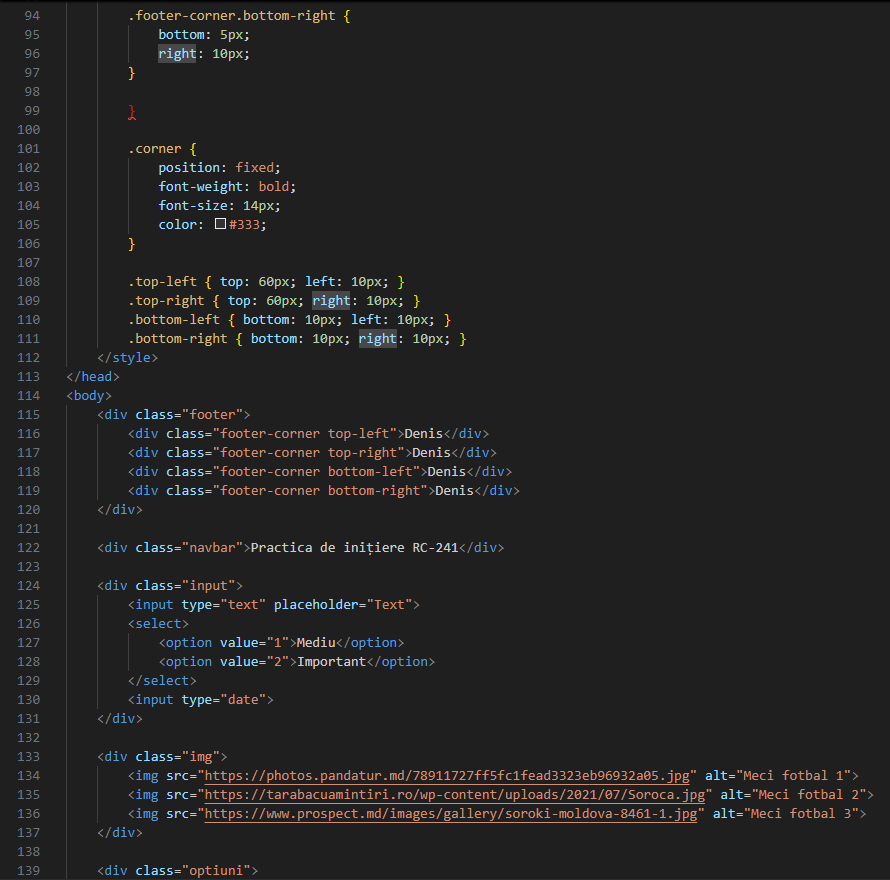 94 .footer-corner.bottom-right {
95 bottom: 5px;
96 right: 10px;
97 }
98
99 }
100
101 .corner {
102 position: fixed;
103 font-weight: bold;
104 font-size: 14px;
105 color: #333;
106 }
107
108 .top-left { top: 60px; left: 10px; }
109 .top-right { top: 60px; right: 10px; }
110 .bottom-left { bottom: 10px; left: 10px; }
111 .bottom-right { bottom: 10px; right: 10px; }
112 </style>
113 </head>
114 <body>
115 <div class="footer">
116 <div class="footer-corner top-left">Denis</div>
117 <div class="footer-corner top-right">Denis</div>
118 <div class="footer-corner bottom-left">Denis</div>
119 <div class="footer-corner bottom-right">Denis</div>
120 </div>
121
122 <div class="navbar">Practica de inițiere RC-241</div>
123
124 <div class="input">
125 <input type="text" placeholder="Text">
126 <select>
127 <option value="1">Mediu</option>
128 <option value="2">Important</option>
129 </select>
130 <input type="date">
131 </div>
132
133 <div class="img">
134 <img src="https://photos.pandatur.md/78911727ff5fc1fead3323eb96932a05.jpg" alt="Meci fotbal 1">
135 <img src="https://tarabacuamintiri.ro/wp-content/uploads/2021/07/Soroca.jpg" alt="Meci fotbal 2">
136 <img src="https://www.prospect.md/images/gallery/soroki-moldova-8461-1.jpg" alt="Meci fotbal 3">
137 </div>
138
139 <div class="optiuni">